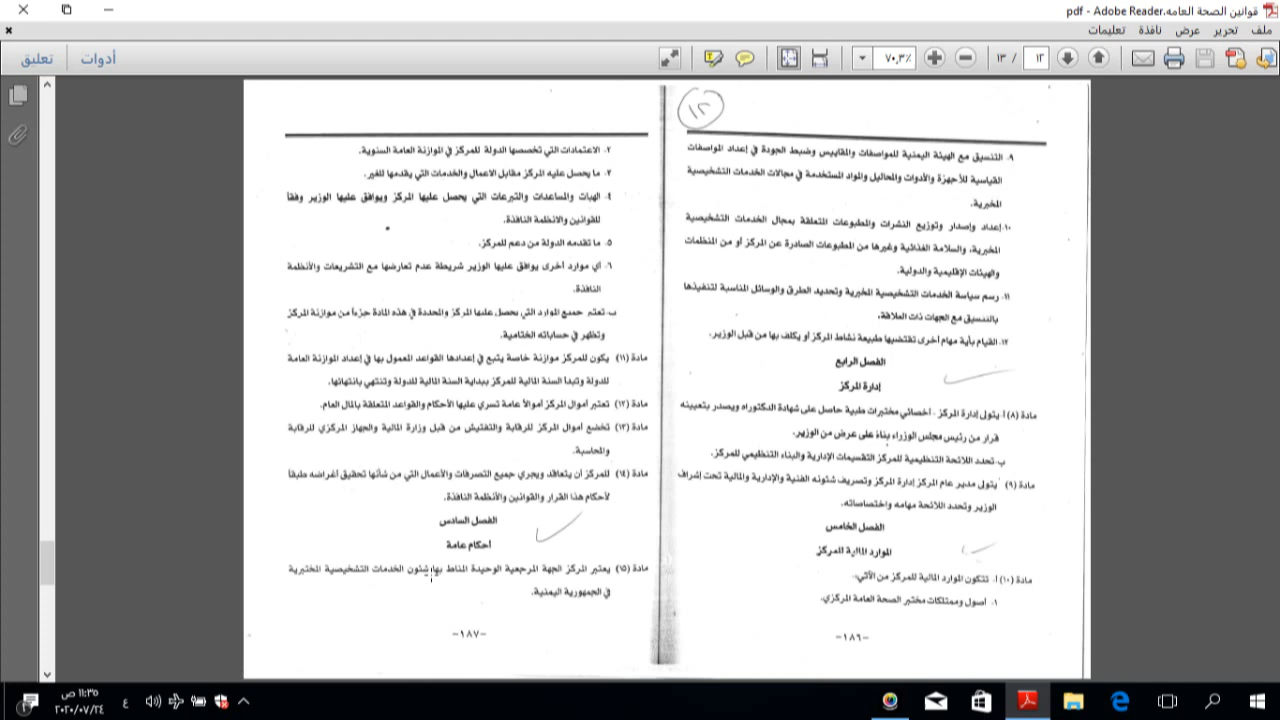 قوانين الصحة العامه.pdf - Adobe Reader
ملف تحرير عرض نافذة تعليمات
١٢ / ١٣
٧٠,٣٪
أدوات
تعليق
١٢
٩. التنسيق مع الهيئة اليمنية للمواصفات والمقاييس وضبط الجودة في إعداد المواصفات
القياسية للأجهزة والأدوات والمحاليل والمواد المستخدمة في مجالات الخدمات التشخيصية
المخبرية.
١٠. إعداد وإصدار وتوزيع النشرات والمطبوعات المتعلقة بمجال الخدمات التشخيصية
المخبرية، والسلامة الغذائية وغيرها من المطبوعات الصادرة عن المركز أو من المنظمات
والهيئات الإقليمية والدولية.
١١. رسم سياسة الخدمات التشخيصية المخبرية وتحديد الطرق والوسائل المناسبة لتنفيذها
بالتنسيق مع الجهات ذات العلاقة.
١٢. القيام بأية مهام أخرى تقتضيها طبيعة نشاط المركز أو يكلف بها من قبل الوزير.
الفصل الرابع
إدارة المركز
مادة (٨) أ. يتولى إدارة المركز . أخصائي مختبرات طبية حاصل على شهادة الدكتوراه ويصدر بتعيينه
قرار من رئيس مجلس الوزراء بناءً على عرض من الوزير.
ب. تحدد اللائحة التنظيمية للمركز التقسيمات الإدارية والبناء التنظيمي للمركز.
مادة (٩) يتولى مدير عام المركز إدارة المركز وتصريف شئونه الفنية والإدارية والمالية تحت إشراف
الوزير وتحدد اللائحة مهامه واختصاصاته.
الفصل الخامس
الموارد المالية للمركز
مادة (١٠) أ. تتكون الموارد المالية للمركز من الآتي:
١. أصول وممتلكات مختبر الصحة العامة المركزي.
-١٨٦-
٢. الاعتمادات التي تخصصها الدولة للمركز في الموازنة العامة السنوية.
٣. ما يحصل عليه المركز مقابل الاعمال والخدمات التي يقدمها للغير.
٤. الهبات والمساعدات والتبرعات التي يحصل عليها المركز ويوافق عليها الوزير وفقاً
للقوانين والانظمة النافذة.
٥. ما تقدمه الدولة من دعم للمركز.
٦. أي موارد أخرى يوافق عليها الوزير شريطة عدم تعارضها مع التشريعات والأنظمة
النافذة.
ب. تعتبر جميع الموارد التي يحصل عليها المركز والمحددة في هذه المادة جزءاً من موازنة المركز
وتظهر في حساباته الختامية.
مادة (١١) يكون للمركز موازنة خاصة يتبع في إعدادها القواعد المعمول بها في إعداد الموازنة العامة
للدولة وتبدأ السنة المالية للمركز ببداية السنة المالية للدولة وتنتهي بانتهائها.
مادة (١٢) تعتبر أموال المركز أموالاً عامة تسري عليها الأحكام والقواعد المتعلقة بالمال العام.
مادة (١٣) تخضع أموال المركز للرقابة والتفتيش من قبل وزارة المالية والجهاز المركزي للرقابة
والمحاسبة.
مادة (١٤) للمركز أن يتعاقد ويجري جميع التصرفات والأعمال التي من شأنها تحقيق أغراضه طبقاً
لأحكام هذا القرار والقوانين والأنظمة النافذة.
الفصل السادس
أحكام عامة
مادة (١٥) يعتبر المركز الجهة المرجعية الوحيدة المناط بها شئون الخدمات التشخيصية المختبرية
في الجمهورية اليمنية.
-١٨٧-
ع
١١:٣٥ ص
٢٠٢٠/٠٧/٢٤